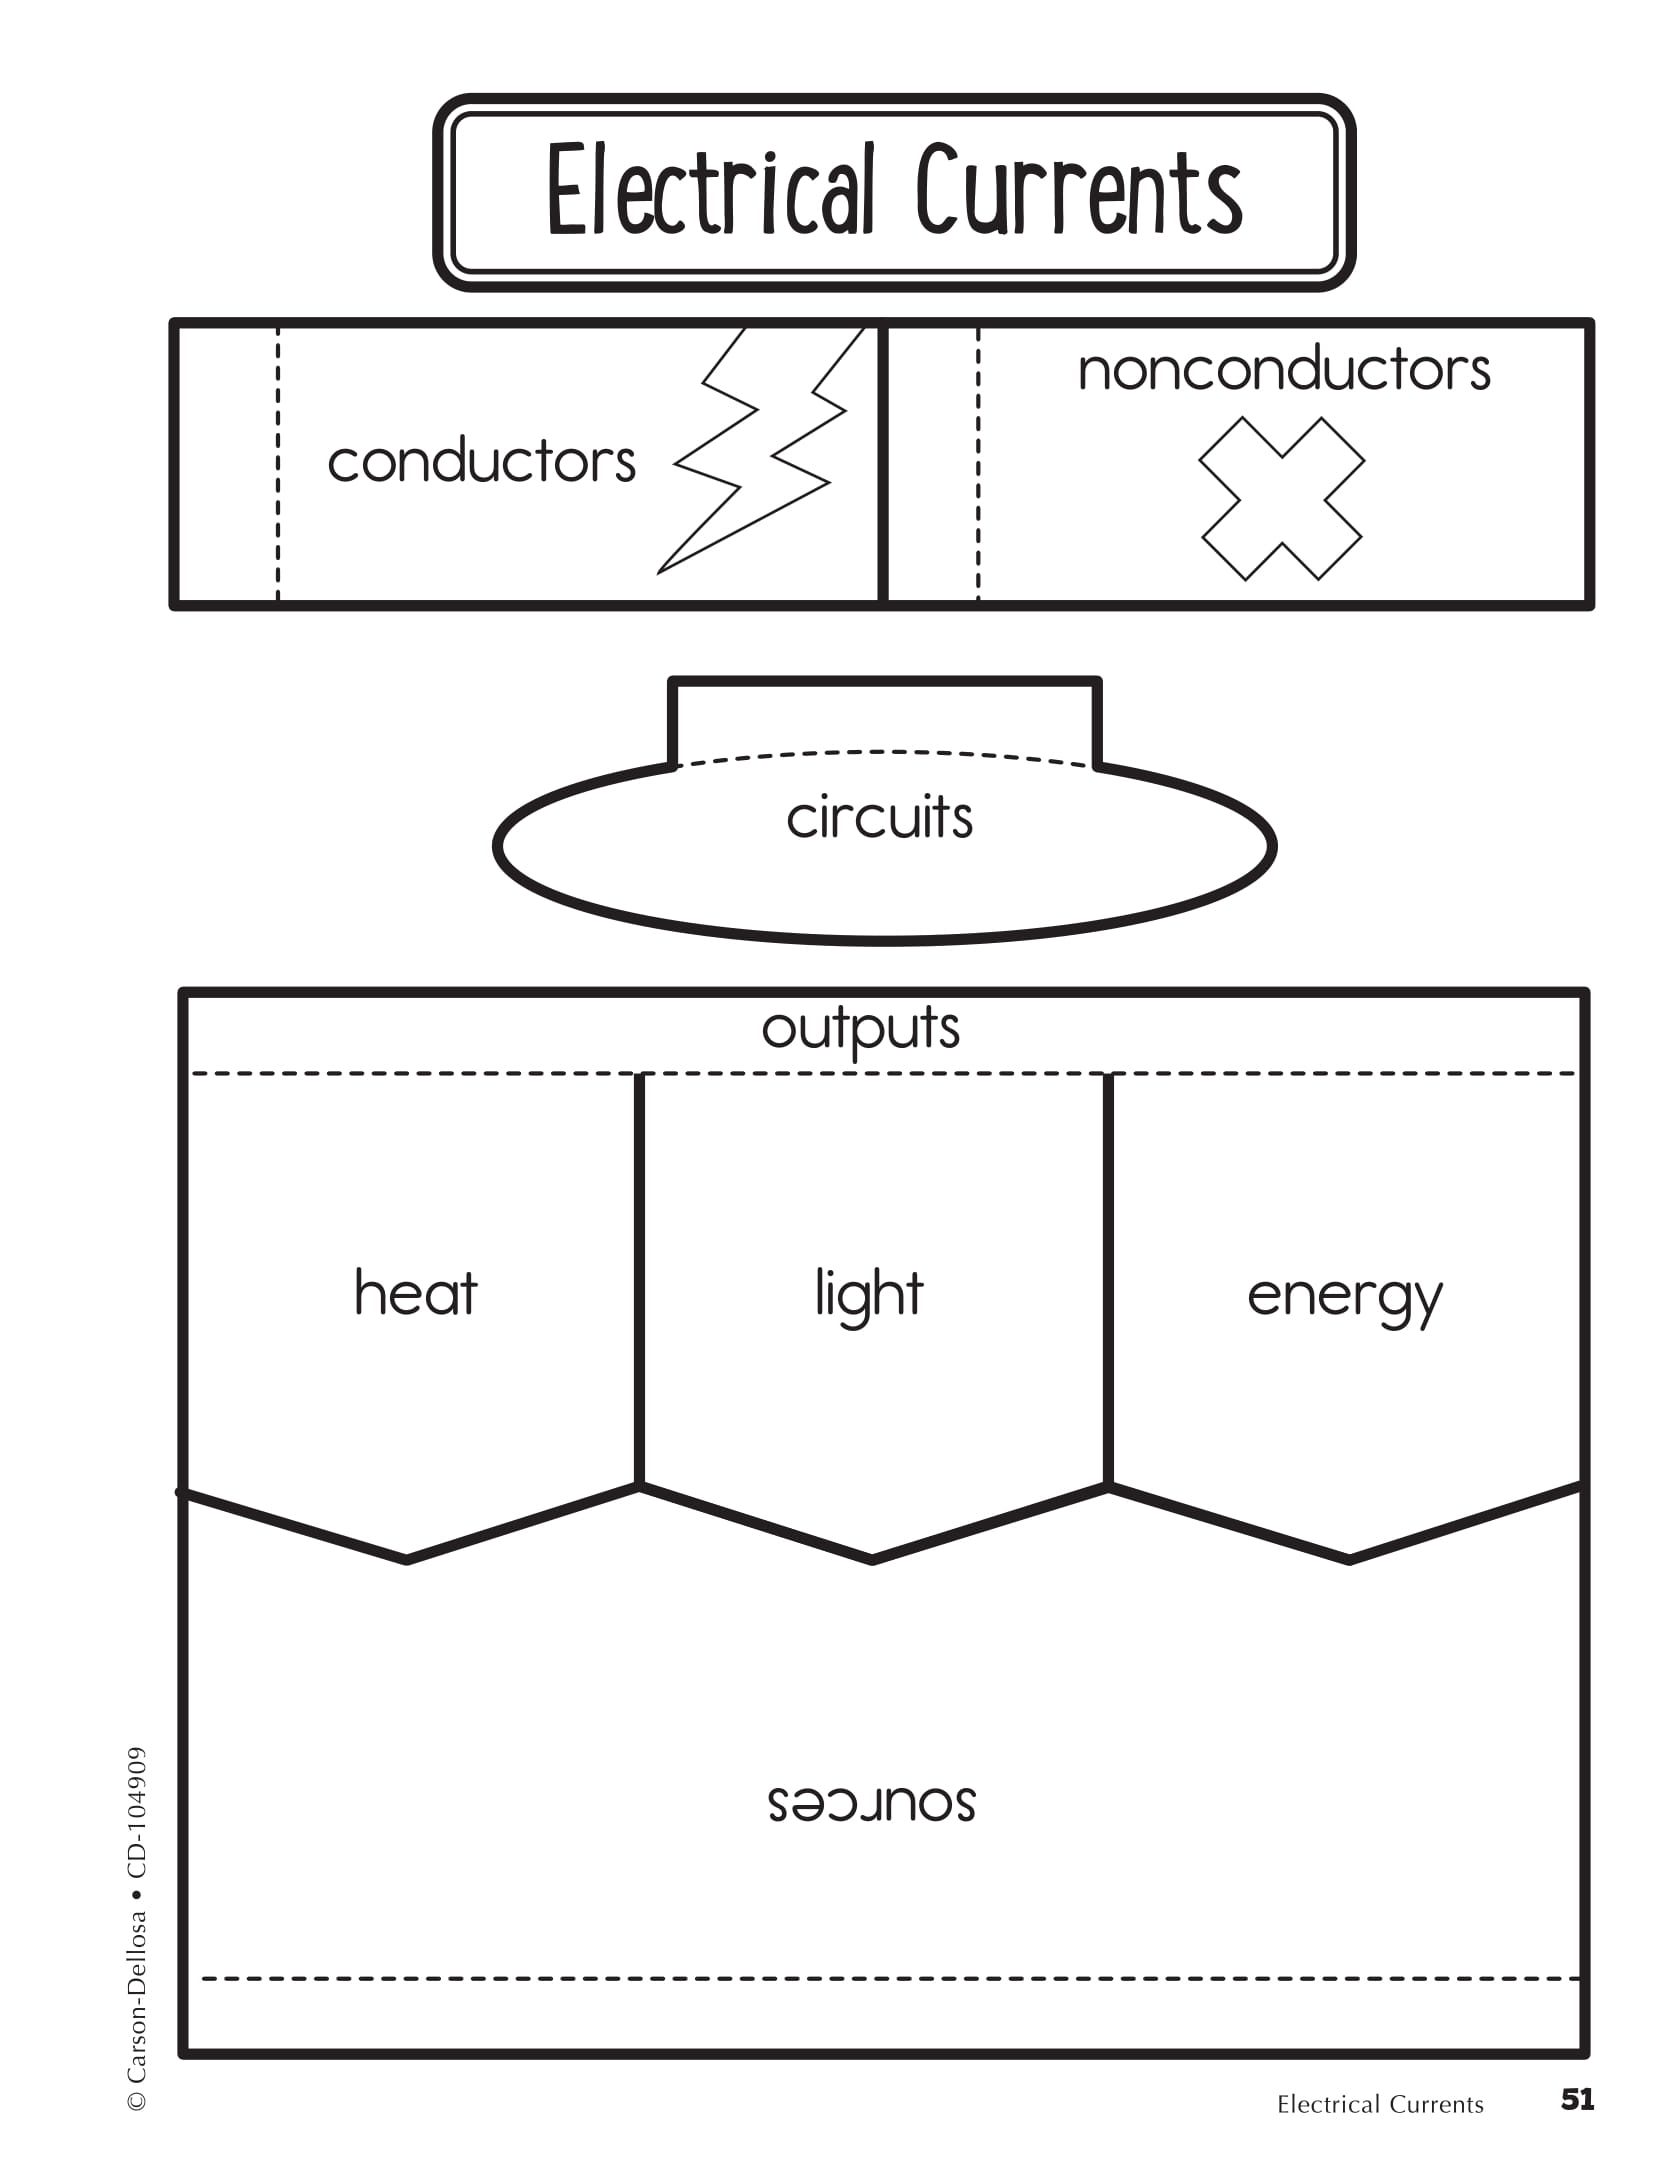 Electrical Currents
conductors
nonconductors
circuits
outputs
heat
light
energy
sources
© Carson-Dellosa • CD-104909
Electrical Currents 51